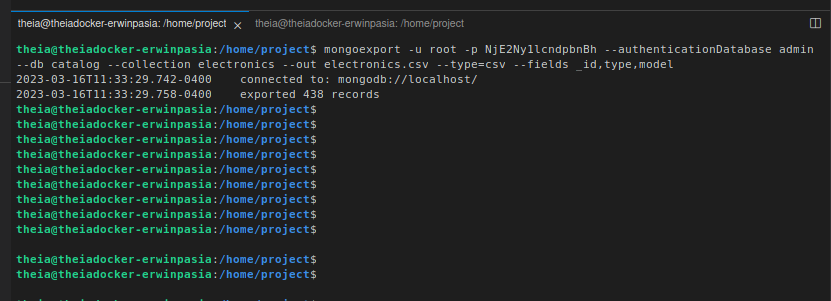 theia@theiadocker-erwinpasia: /home/project × theia@theiadocker-erwinpasia: /home/project
theia@theiadocker-erwinpasia:/home/project$ mongoexport -u root -p NjE2Ny1lcndpbnBh --authenticationDatabase admin
--db catalog --collection electronics --out electronics.csv --type=csv --fields _id,type,model
2023-03-16T11:33:29.742-0400    connected to: mongodb://localhost/
2023-03-16T11:33:29.758-0400    exported 438 records
theia@theiadocker-erwinpasia:/home/project$
theia@theiadocker-erwinpasia:/home/project$
theia@theiadocker-erwinpasia:/home/project$
theia@theiadocker-erwinpasia:/home/project$
theia@theiadocker-erwinpasia:/home/project$
theia@theiadocker-erwinpasia:/home/project$
theia@theiadocker-erwinpasia:/home/project$
theia@theiadocker-erwinpasia:/home/project$
theia@theiadocker-erwinpasia:/home/project$
theia@theiadocker-erwinpasia:/home/project$
theia@theiadocker-erwinpasia:/home/project$
theia@theiadocker-erwinpasia:/home/project$